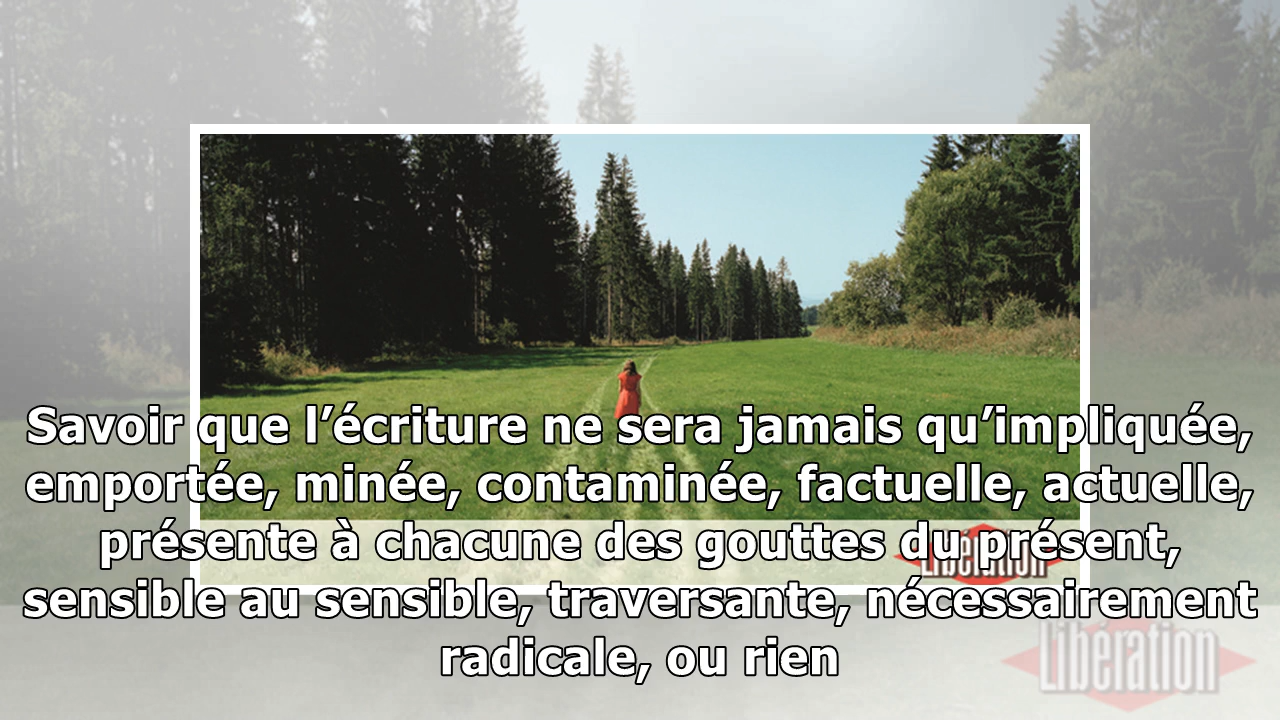 Savoir que l’écriture ne sera jamais qu’impliquée,
emportée, minée, contaminée, factuelle, actuelle,
présente à chacune des gouttes du présent,
sensible au sensible, traversante, nécessairement
radicale, ou rien
Libération
Libération